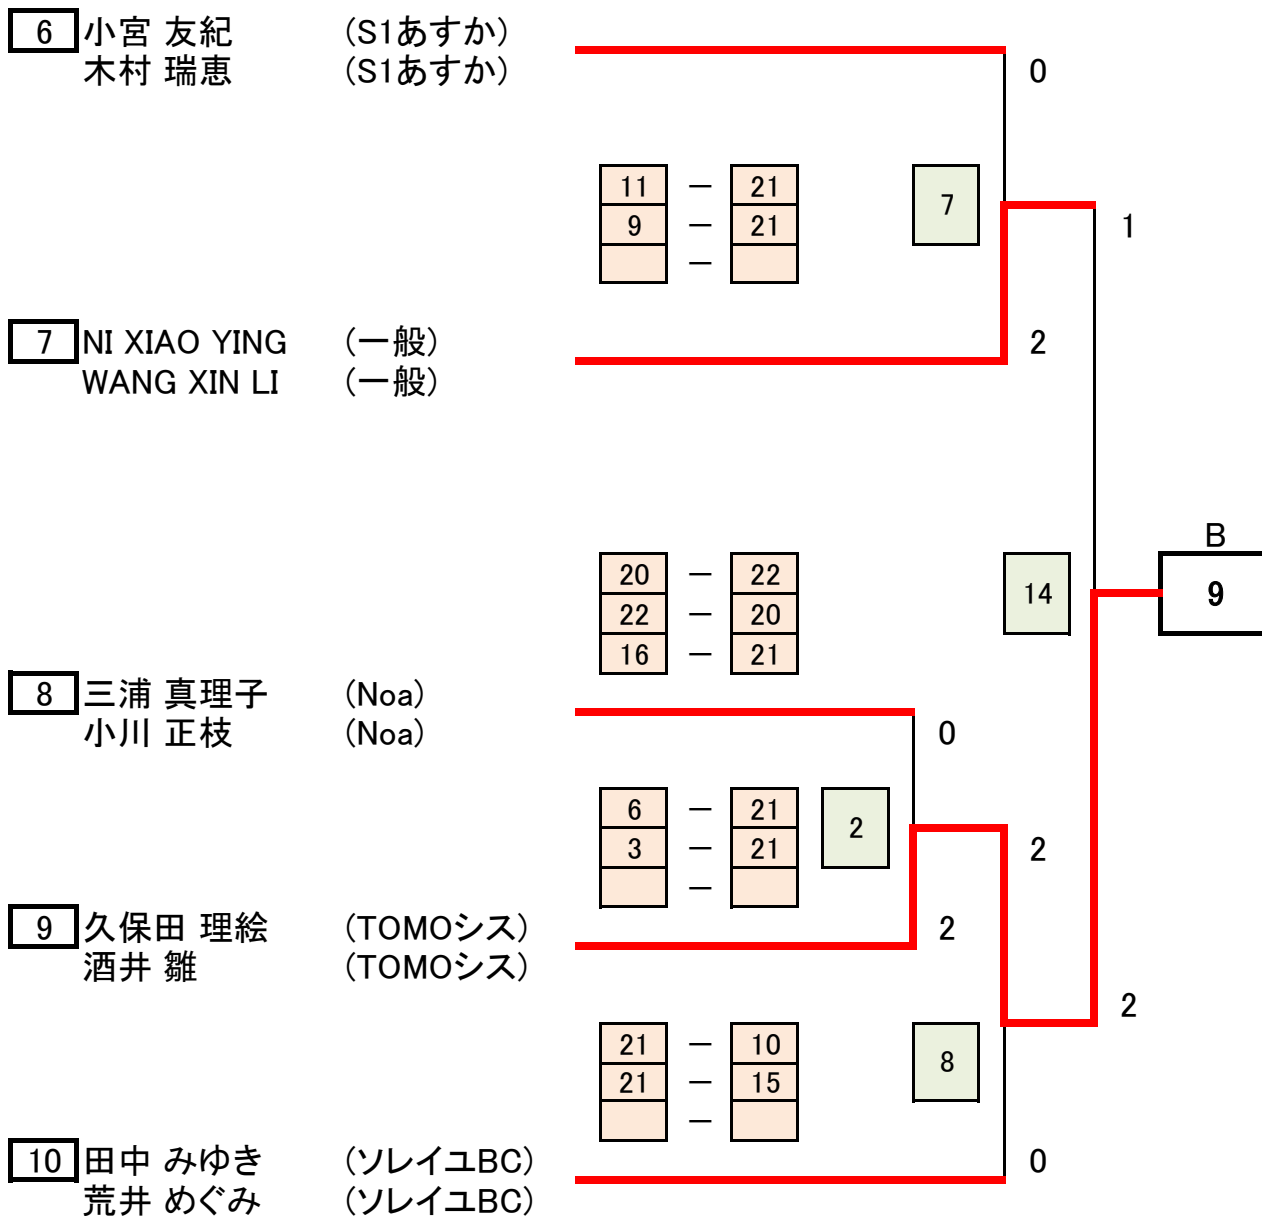 6 小宮 友紀 (S1あすか)
木村 瑞恵 (S1あすか)
0
11 － 21
7
9 － 21
－
1
7 NI XIAO YING (一般)
2
WANG XIN LI (一般)
B
20 － 22
14
9
22 － 20
16 － 21
8 三浦 真理子 (Noa)
小川 正枝 (Noa)
0
6 － 21
2
3 － 21
2
－
9 久保田 理絵 (TOMOシス)
2
酒井 雛 (TOMOシス)
2
21 － 10
8
21 － 15
－
10 田中 みゆき (ソレイユBC)
0
荒井 めぐみ (ソレイユBC)